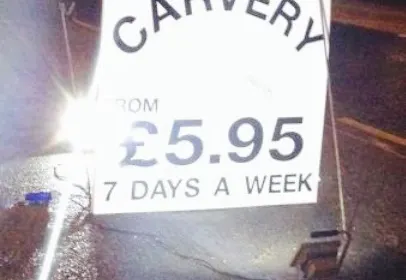 CARVERY
ROM
£5.95
7 DAYS A WEEK